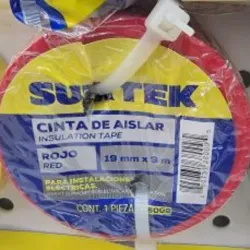 SURTEK
CINTA DE AISLAR
INSULATION TAPE
ROJO
RED
19 mm x 9 m
PARA INSTALACIONES
ELÉCTRICAS
CONT. 1 PIEZA